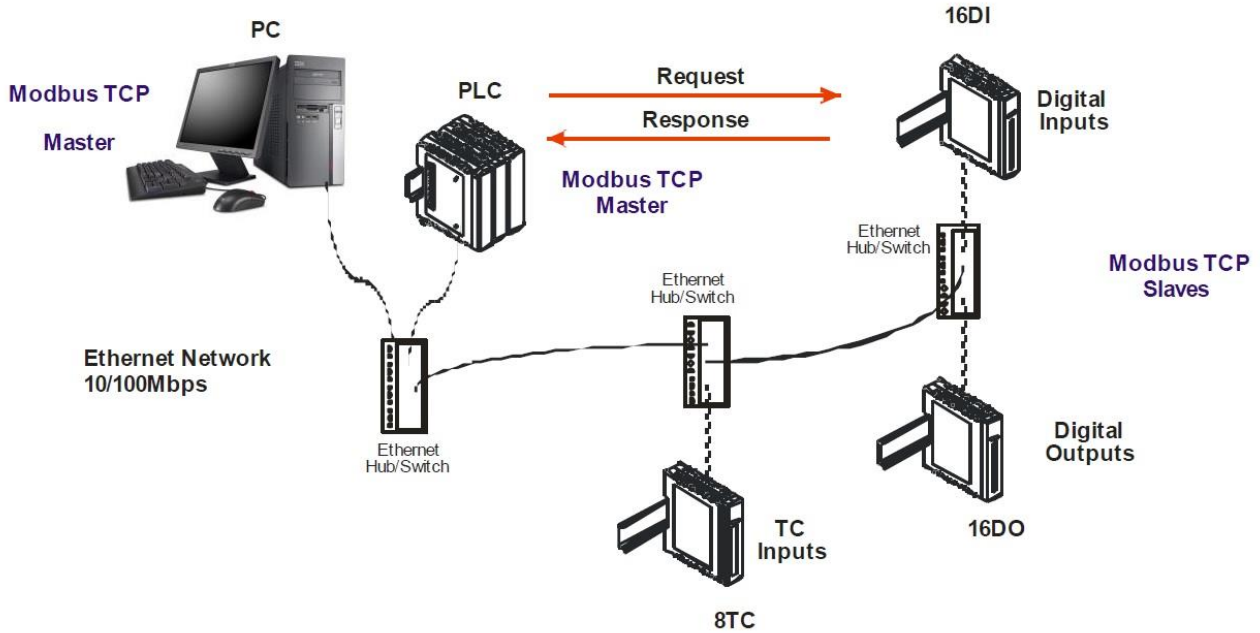 16DI
PC
Modbus TCP
Master
PLC
Request
Response
Digital
Inputs
Modbus TCP
Master
Ethernet
Hub/Switch
Modbus TCP
Slaves
Ethernet
Hub/Switch
Ethernet Network
10/100Mbps
Ethernet
Hub/Switch
Digital
Outputs
16DO
TC
Inputs
8TC